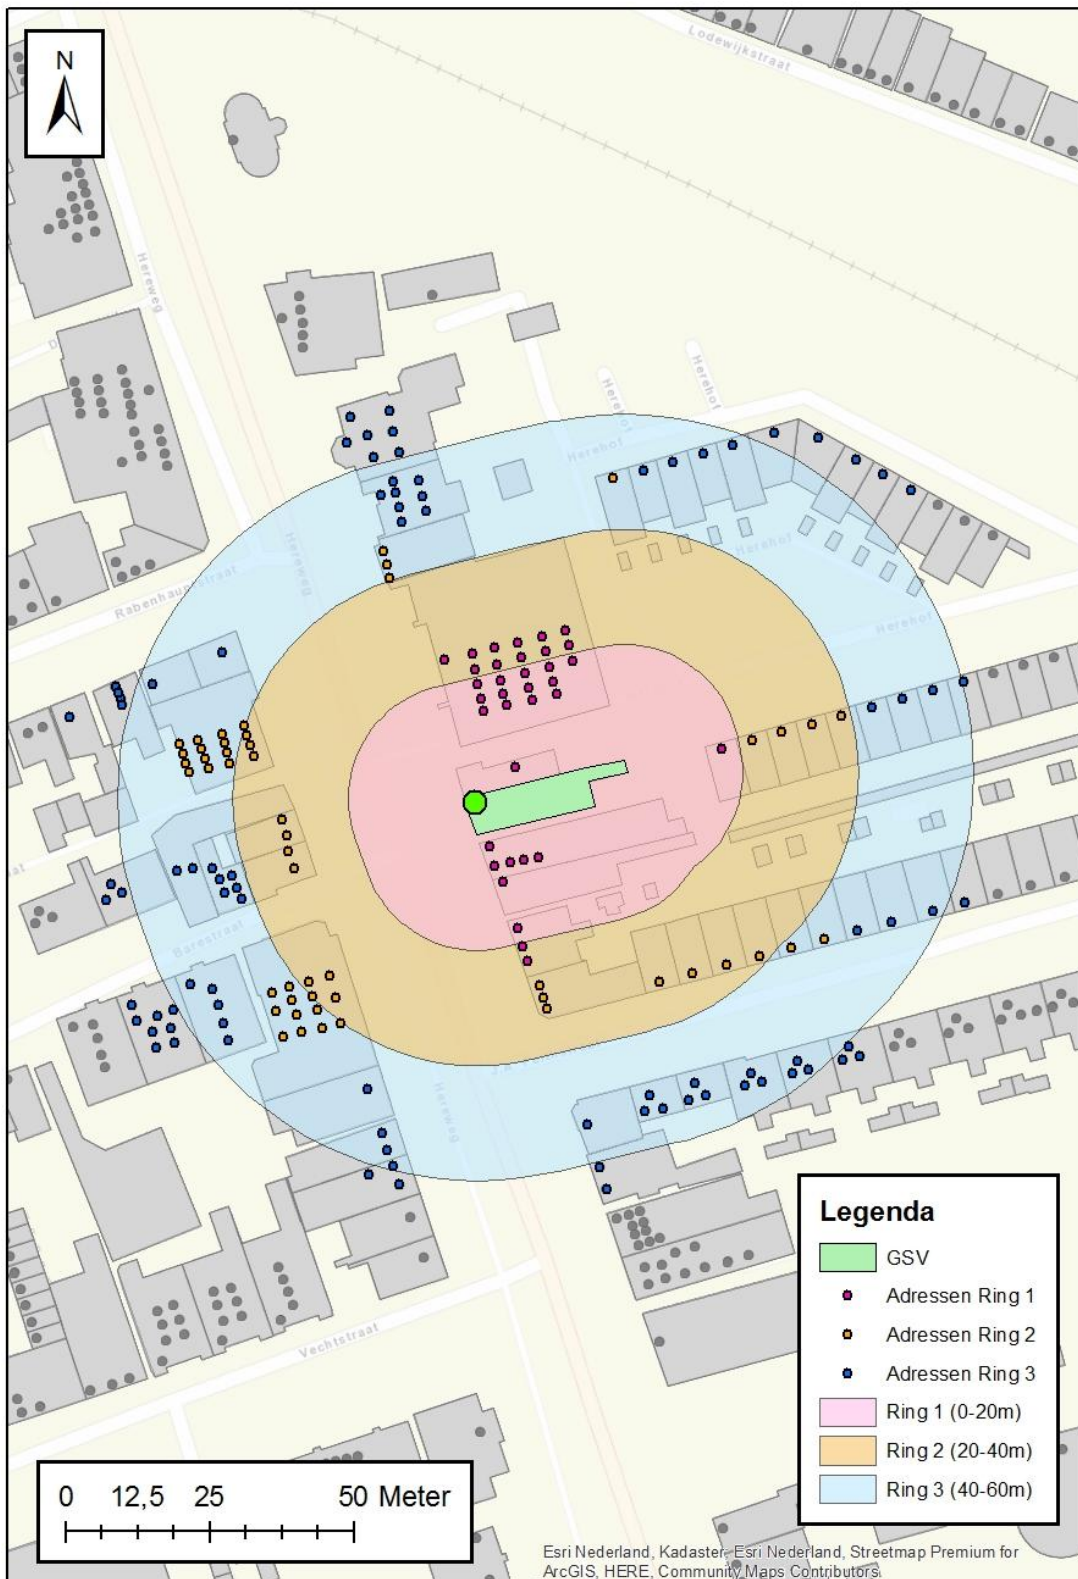 N
Lodewijkstraat
Hereweg
Herehof
Herehof
Herehof
Hereweg
Herehof
Rabenhauptstraat
Herehof
Barestraat
Hereweg
Vechtstraat
Legenda
GSV
Adressen Ring 1
Adressen Ring 2
Adressen Ring 3
Ring 1 (0-20m)
Ring 2 (20-40m)
Ring 3 (40-60m)
0 12,5 25 50 Meter
Esri Nederland, Kadaster, Esri Nederland, Streetmap Premium for
ArcGIS, HERE, Community Maps Contributors